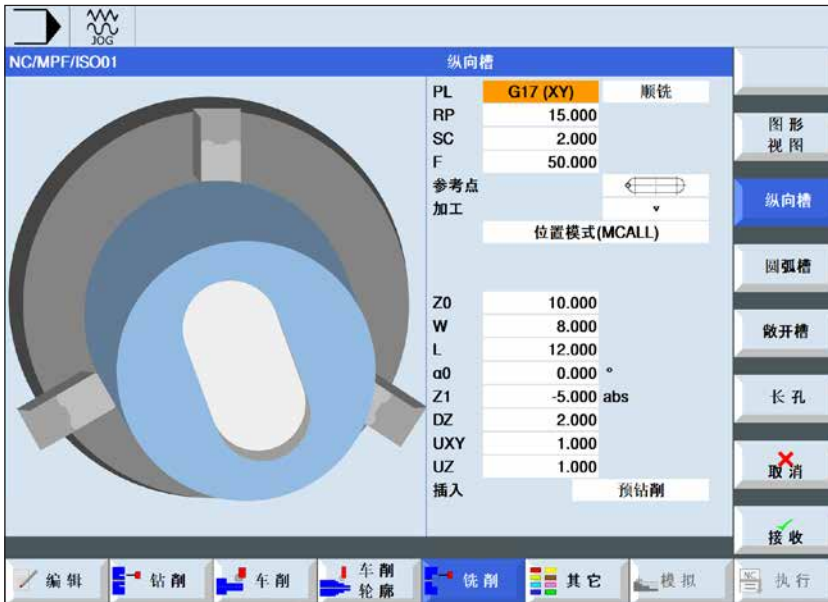 JOG
NC/MPF/ISO01
纵向槽
PL G17 (XY) 顺铣
RP 15.000
SC 2.000
F 50.000
参考点
加工 ▽
位置模式(MCALL)
Z0 10.000
W 8.000
L 12.000
α0 0.000 °
Z1 -5.000 abs
DZ 2.000
UXY 1.000
UZ 1.000
插入 预钻削
图形
视图
纵向槽
圆弧槽
敞开槽
长孔
取消
接收
编辑
钻削
车削
车削
轮廓
铣削
其它
模拟
NC
执行